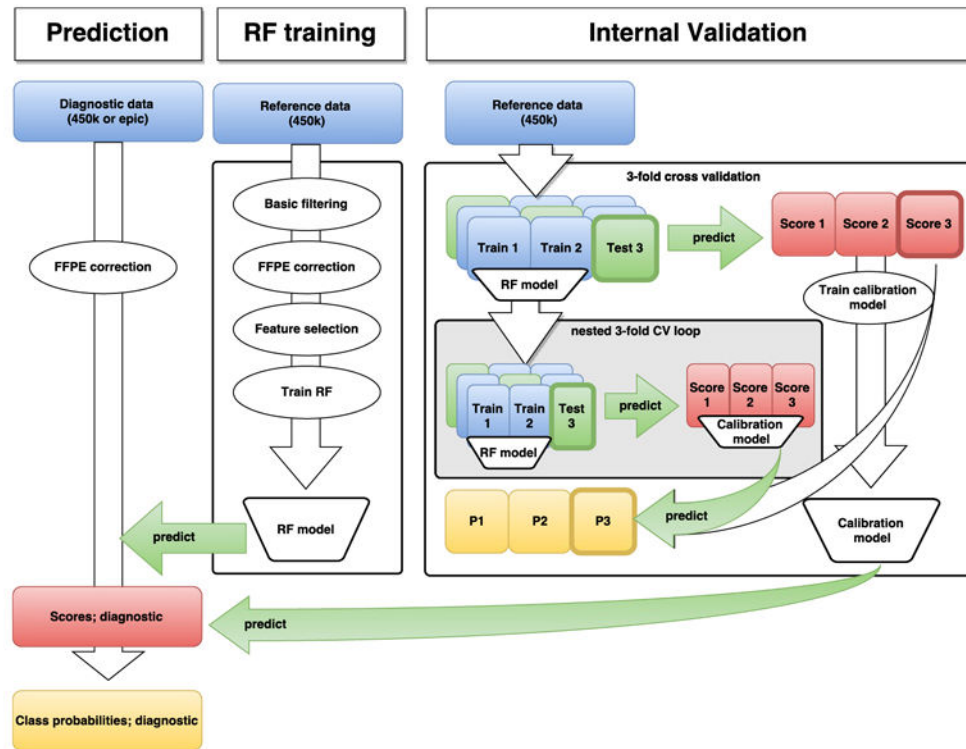 Prediction
RF training
Internal Validation
Diagnostic data
(450k or epic)
FFPE correction
Scores; diagnostic
Class probabilities; diagnostic
Reference data
(450k)
Basic filtering
FFPE correction
Feature selection
Train RF
RF model
predict
Reference data
(450k)
3-fold cross validation
Train 1
Train 2
Test 3
RF model
predict
Score 1
Score 2
Score 3
Train calibration
model
nested 3-fold CV loop
Train
1
Train
2
Test
3
RF model
predict
Score
1
Score
2
Score
3
Calibration
model
P1
P2
P3
predict
Calibration
model
predict